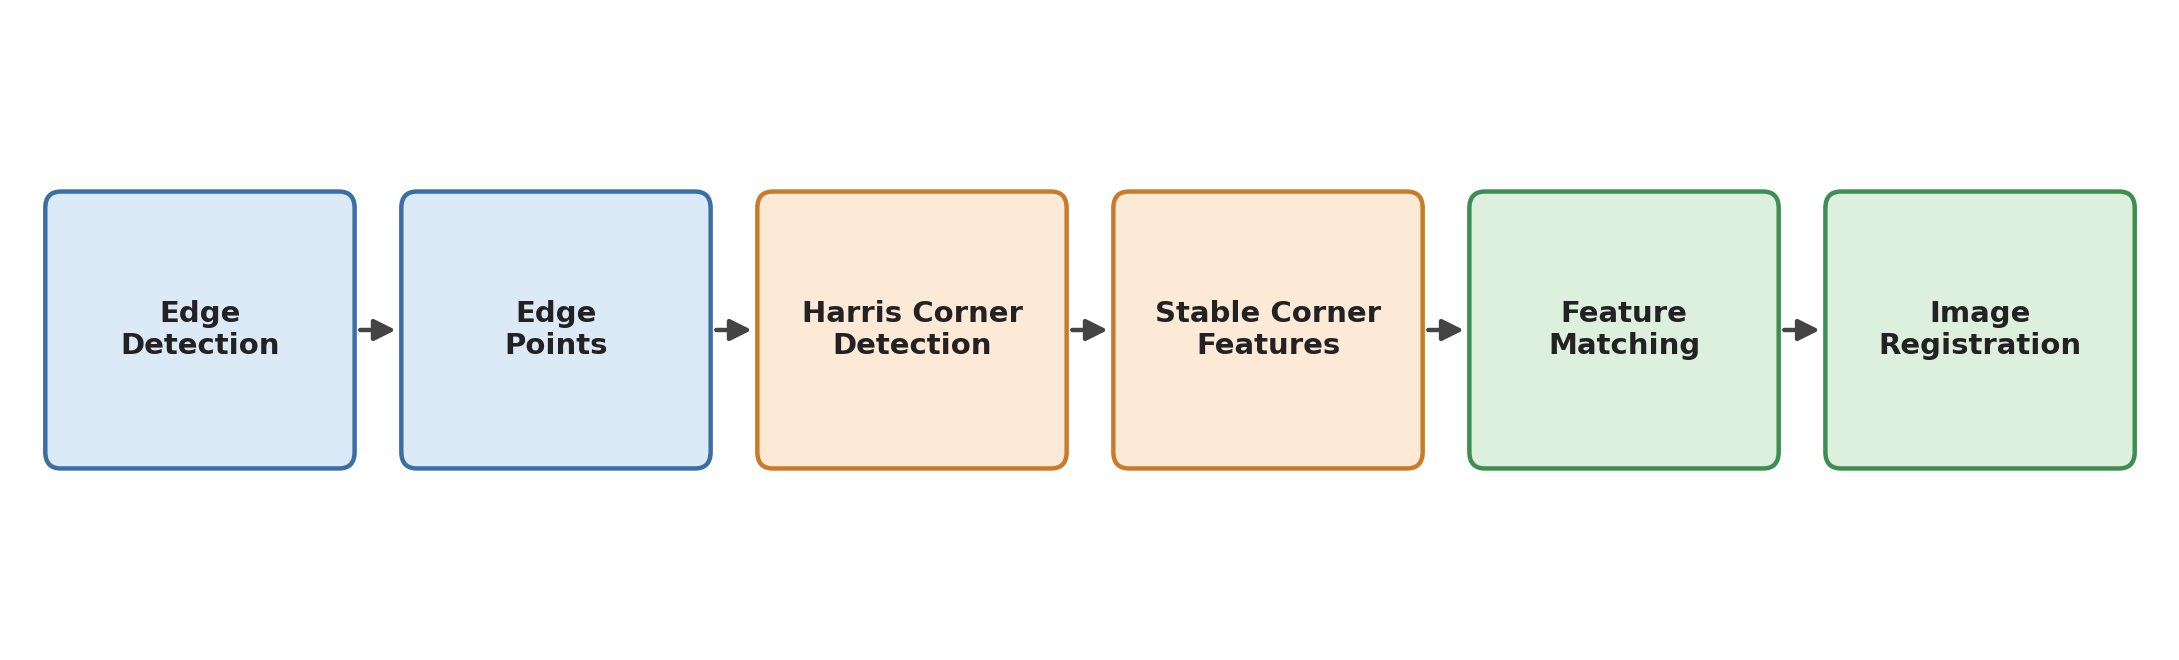 Edge
Detection
Edge
Points
Harris Corner
Detection
Stable Corner
Features
Feature
Matching
Image
Registration